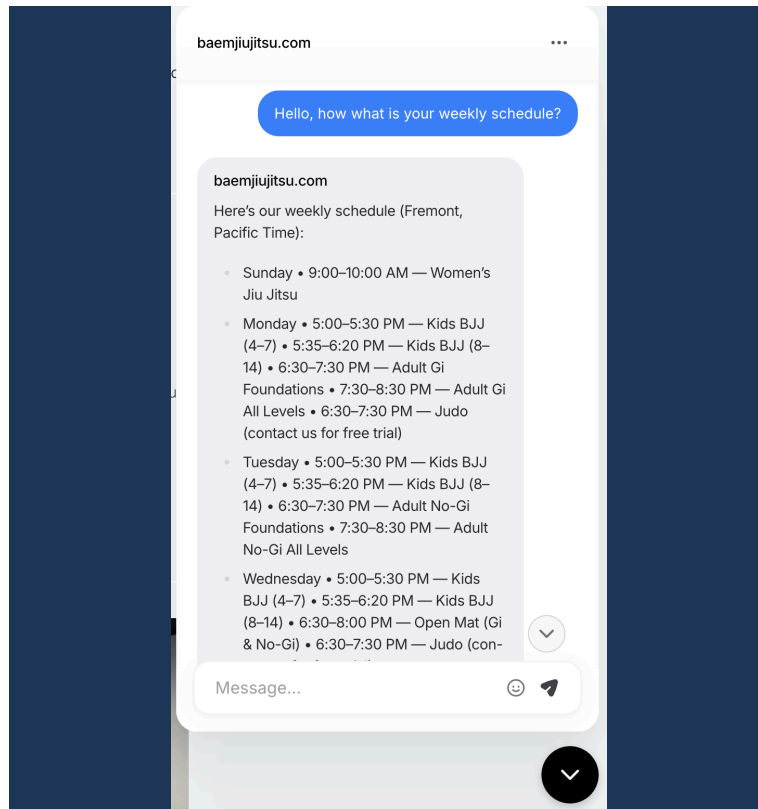 baemjiujitsu.com
Hello, how what is your weekly schedule?
baemjiujitsu.com
Here's our weekly schedule (Fremont,
Pacific Time):
Sunday • 9:00–10:00 AM — Women's
Jiu Jitsu
Monday • 5:00–5:30 PM — Kids BJJ
(4–7) • 5:35–6:20 PM — Kids BJJ (8–
14) • 6:30–7:30 PM — Adult Gi
Foundations • 7:30–8:30 PM — Adult Gi
All Levels • 6:30–7:30 PM — Judo
(contact us for free trial)
Tuesday • 5:00–5:30 PM — Kids BJJ
(4–7) • 5:35–6:20 PM — Kids BJJ (8–
14) • 6:30–7:30 PM — Adult No-Gi
Foundations • 7:30–8:30 PM — Adult
No-Gi All Levels
Wednesday • 5:00–5:30 PM — Kids
BJJ (4–7) • 5:35–6:20 PM — Kids BJJ
(8–14) • 6:30–8:00 PM — Open Mat (Gi
& No-Gi) • 6:30–7:30 PM — Judo (con-
Message...